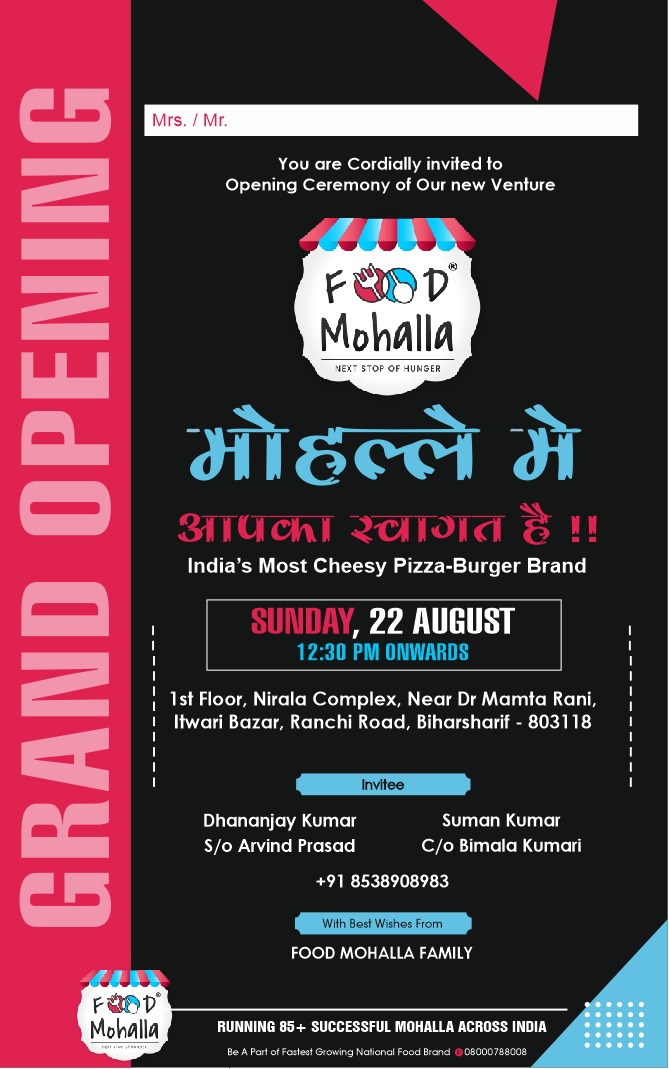 GRAND OPENING
Mrs. / Mr.
You are Cordially invited to
Opening Ceremony of Our new Venture
FOOD®
Mohalla
NEXT STOP OF HUNGER
मोहल्ले मे
आपका स्वागत है !!
India's Most Cheesy Pizza-Burger Brand
SUNDAY, 22 AUGUST
12:30 PM ONWARDS
1st Floor, Nirala Complex, Near Dr Mamta Rani,
Itwari Bazar, Ranchi Road, Biharsharif - 803118
Invitee
Dhananjay Kumar Suman Kumar
S/o Arvind Prasad C/o Bimala Kumari
+91 8538908983
With Best Wishes From
FOOD MOHALLA FAMILY
FOOD®
Mohalla
NEXT STOP OF HUNGER
RUNNING 85+ SUCCESSFUL MOHALLA ACROSS INDIA
Be A Part of Fastest Growing National Food Brand 08000788008